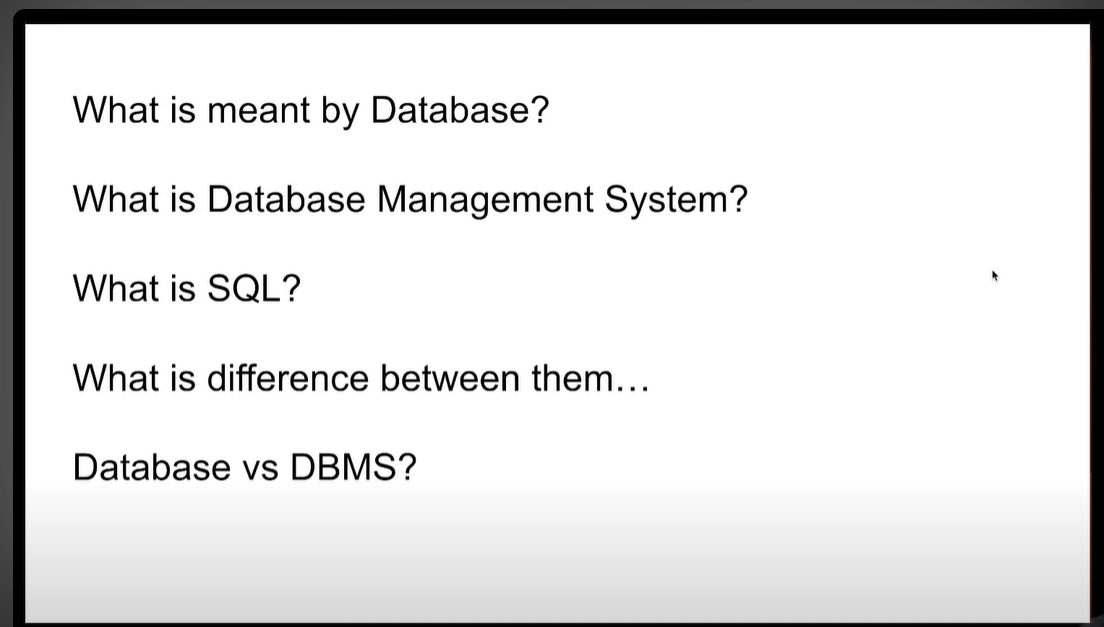 What is meant by Database?
What is Database Management System?
What is SQL?
What is difference between them…
Database vs DBMS?